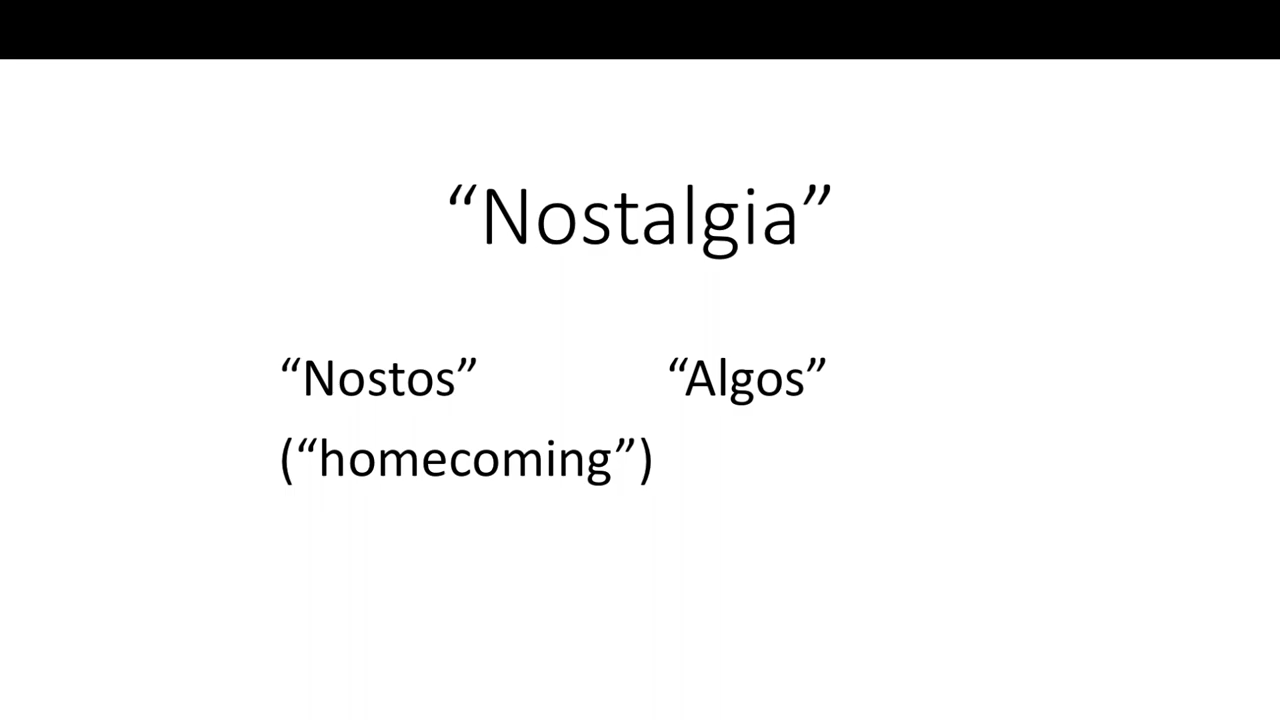 “Nostalgia”
“Nostos” “Algos”
(“homecoming”)